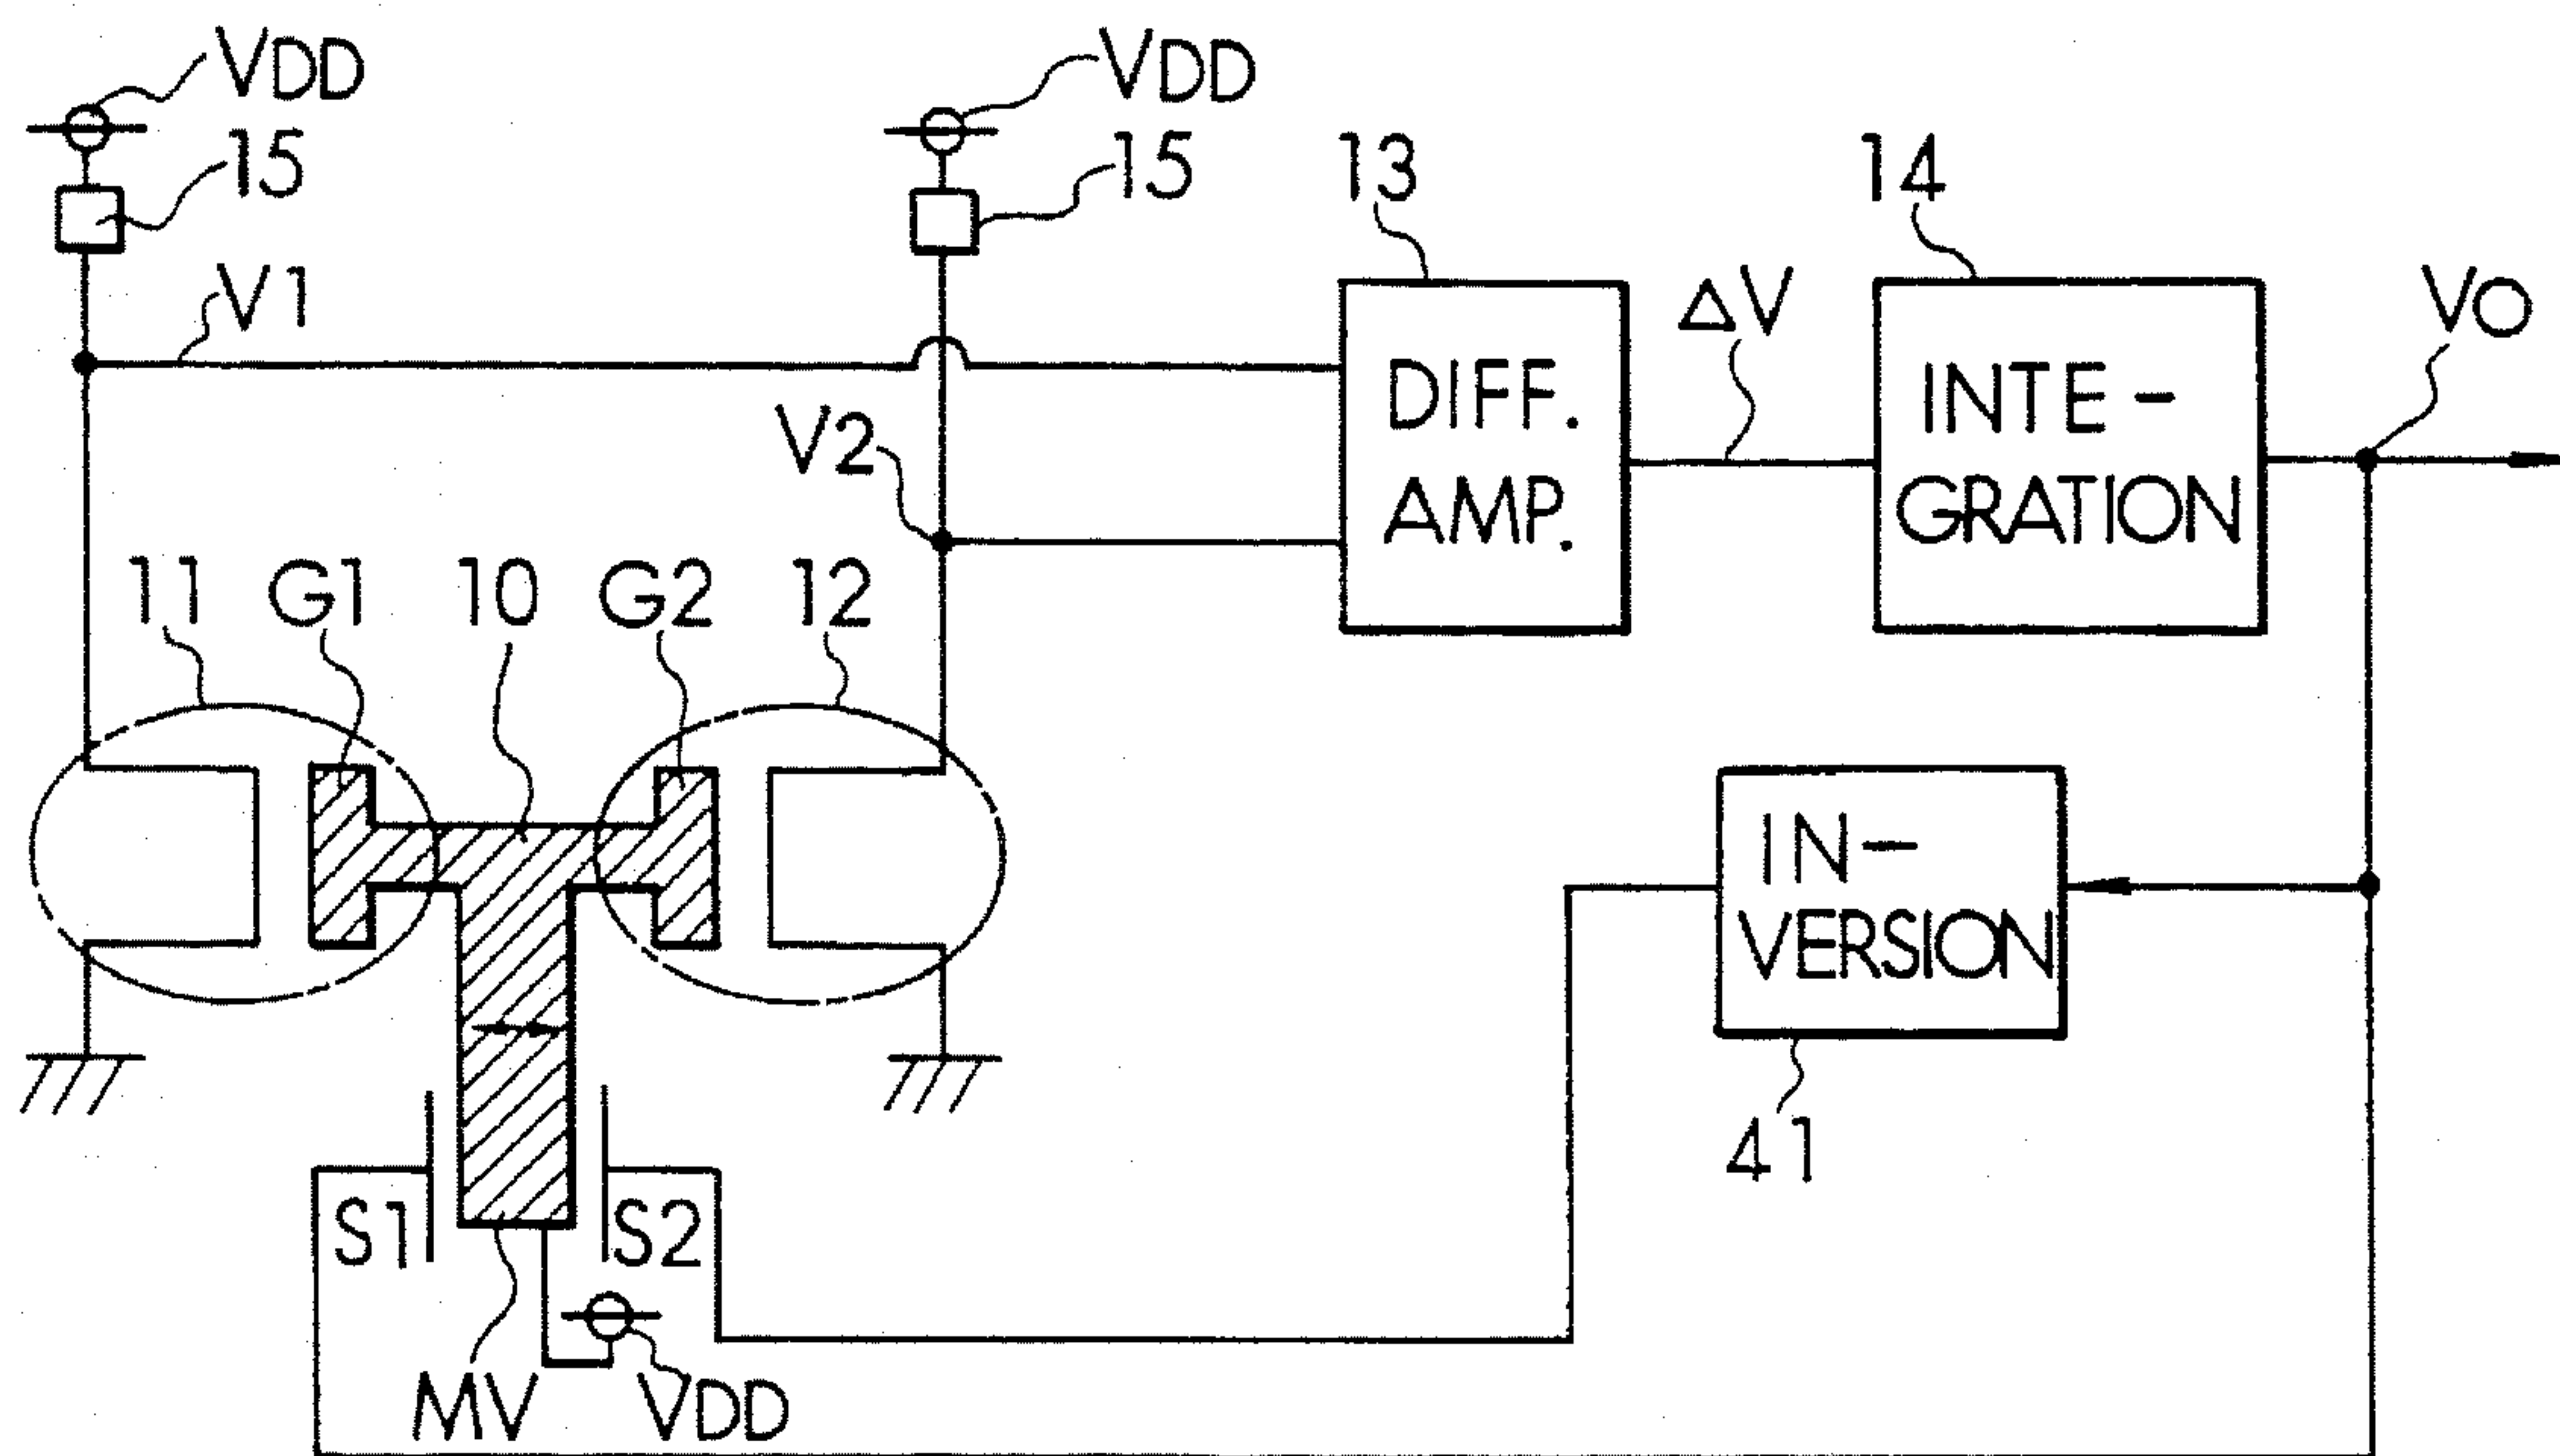 VDD
VDD
15
15
13
14
V1
ΔV
VO
DIFF.
AMP.
INTE-
GRATION
V2
11
G1
10
G2
12
IN-
VERSION
41
S1
S2
MV
VDD